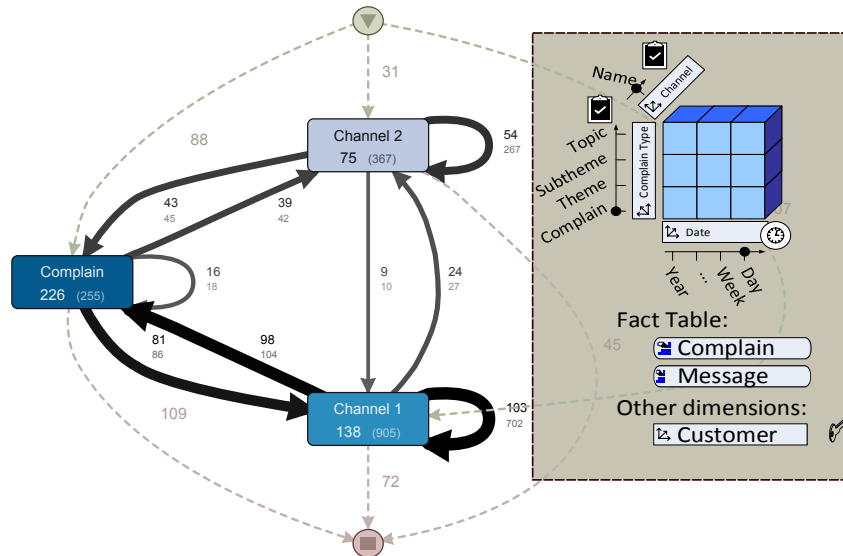 31
88
Channel 2
75 (367)
54
267
43
45
39
42
Complain
226 (255)
16
18
9
10
24
27
81
86
98
104
109
Channel 1
138 (905)
103
702
72
45
Name
Channel
Topic
Subtheme
Theme
Complain
Complain Type
Date
Year
...
Week
Day
Fact Table:
Complain
Message
Other dimensions:
Customer